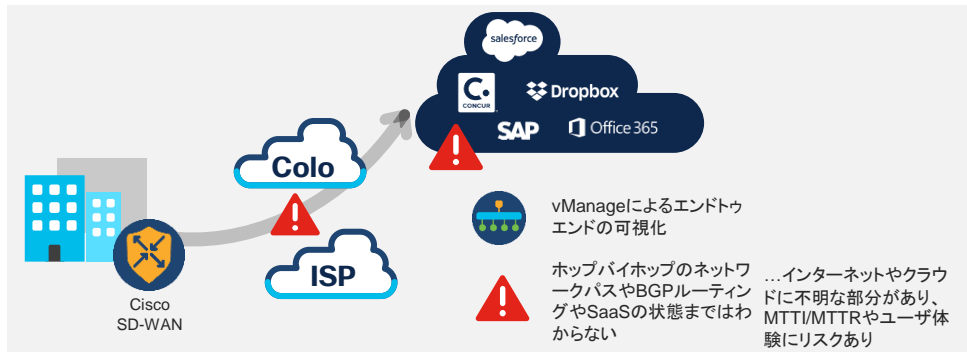 salesforce
C.
CONCUR
Dropbox
SAP
Office 365
Colo
ISP
Cisco
SD-WAN
vManageによるエンドトゥ
エンドの可視化
ホップバイホップのネットワ
ークパスやBGPルーティン
グやSaaSの状態まではわ
からない
…インターネットやクラウ
ドに不明な部分があり、
MTTI/MTTRやユーザ体
験にリスクあり